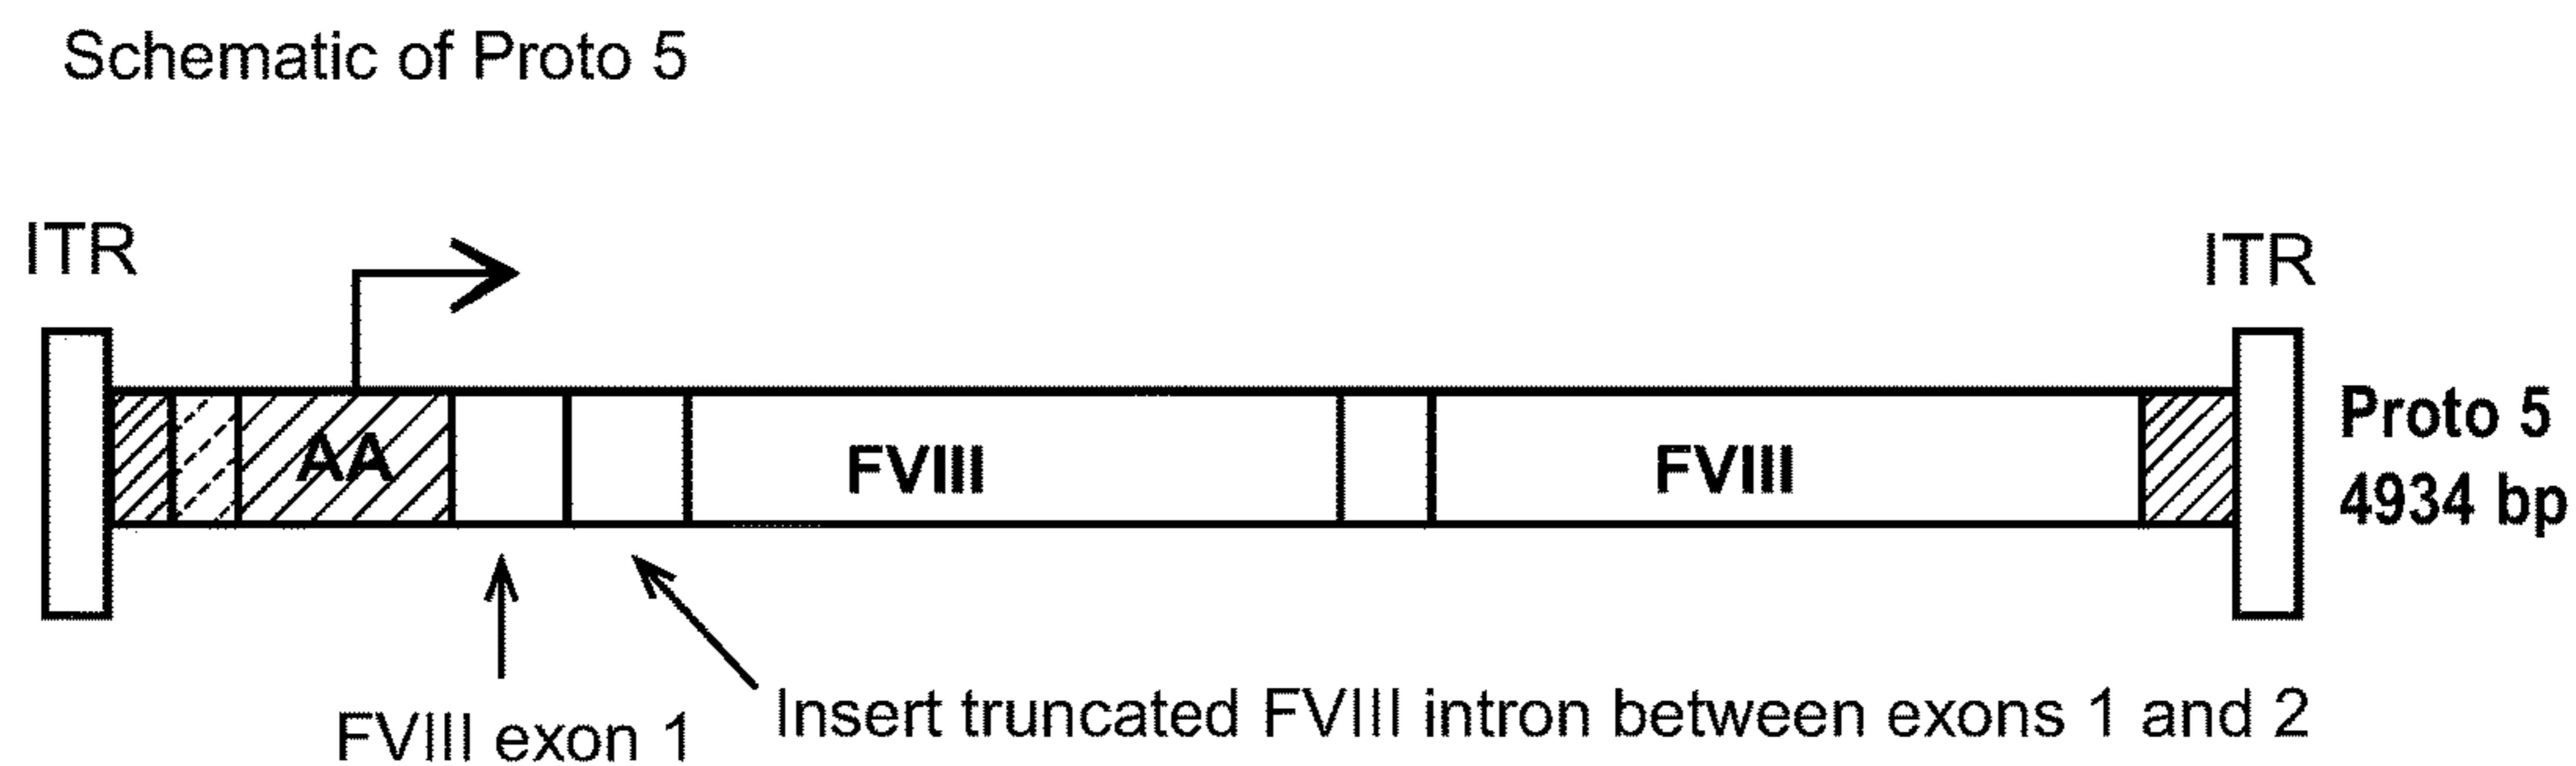 Schematic of Proto 5
ITR
ITR
AA
FVIII
FVIII
Proto 5
4934 bp
FVIII exon 1
Insert truncated FVIII intron between exons 1 and 2